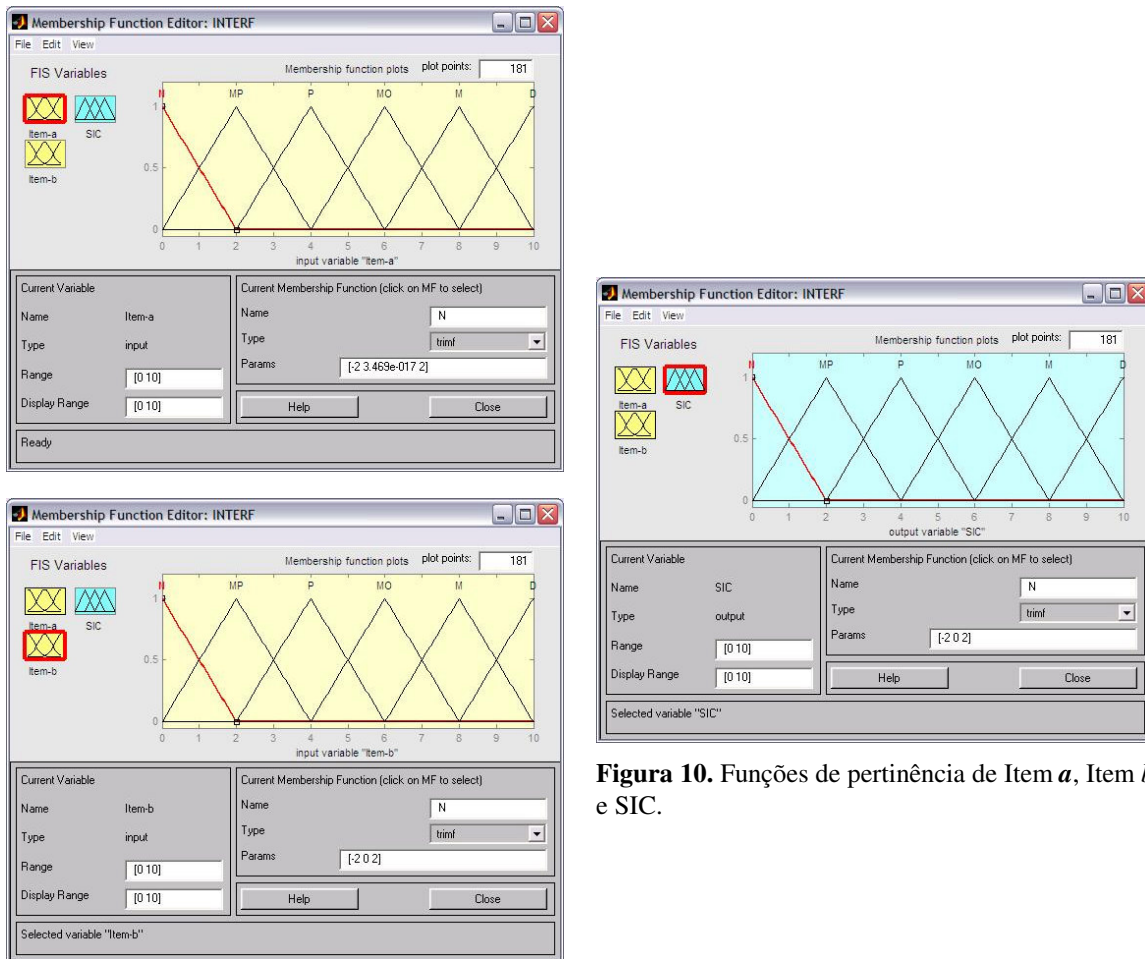 Membership Function Editor: INTERF
File Edit View
FIS Variables
Membership function plots plot points: 181
N MP P MO M D
Item-a SIC
Item-b
1
0.5
0
0 1 2 3 4 5 6 7 8 9 10
input variable "Item-a"
Current Variable
Name Item-a
Type input
Range [0 10]
Display Range [0 10]
Current Membership Function (click on MF to select)
Name N
Type trimf
Params [-2 3.469e-017 2]
Help Close
Ready
Membership Function Editor: INTERF
File Edit View
FIS Variables
Membership function plots plot points: 181
N MP P MO M D
Item-a SIC
Item-b
1
0.5
0
0 1 2 3 4 5 6 7 8 9 10
input variable "Item-b"
Current Variable
Name Item-b
Type input
Range [0 10]
Display Range [0 10]
Current Membership Function (click on MF to select)
Name N
Type trimf
Params [-2 0 2]
Help Close
Selected variable "Item-b"
Membership Function Editor: INTERF
File Edit View
FIS Variables
Membership function plots plot points: 181
N MP P MO M D
Item-a SIC
Item-b
1
0.5
0
0 1 2 3 4 5 6 7 8 9 10
output variable "SIC"
Current Variable
Name SIC
Type output
Range [0 10]
Display Range [0 10]
Current Membership Function (click on MF to select)
Name N
Type trimf
Params [-2 0 2]
Help Close
Selected variable "SIC"
Figura 10. Funções de pertinência de Item a, Item
e SIC.